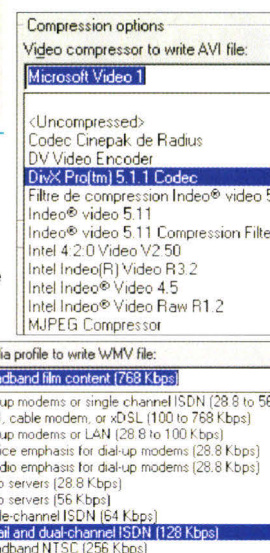 Compression options
Video compressor to write AVI file:
Microsoft Video 1
<Uncompressed>
Codec Cinepak de Radius
DV Video Encoder
DivX Pro(tm) 5.1.1 Codec
Filtre de compression Indeo® video 5
Indeo® video 5.11
Indeo® video 5.11 Compression Filte
Intel 4:2:0 Video V2.50
Intel Indeo(R) Video R3.2
Intel Indeo® Video 4.5
Intel Indeo® Video Raw R1.2
MJPEG Compressor
ia profile to write WMV file:
adband film content (768 Kbps)
up modems or single channel ISDN (28.8 to 56
, cable modem, or xDSL (100 to 768 Kbps)
up modems or LAN (28.8 to 100 Kbps)
ice emphasis for dial-up modems (28.8 Kbps)
dio emphasis for dial-up modems (28.8 Kbps)
o servers (28.8 Kbps)
o servers (56 Kbps)
le-channel ISDN (64 Kbps)
ail and dual-channel ISDN (128 Kbps)
adband NTSC (256 Kbps)